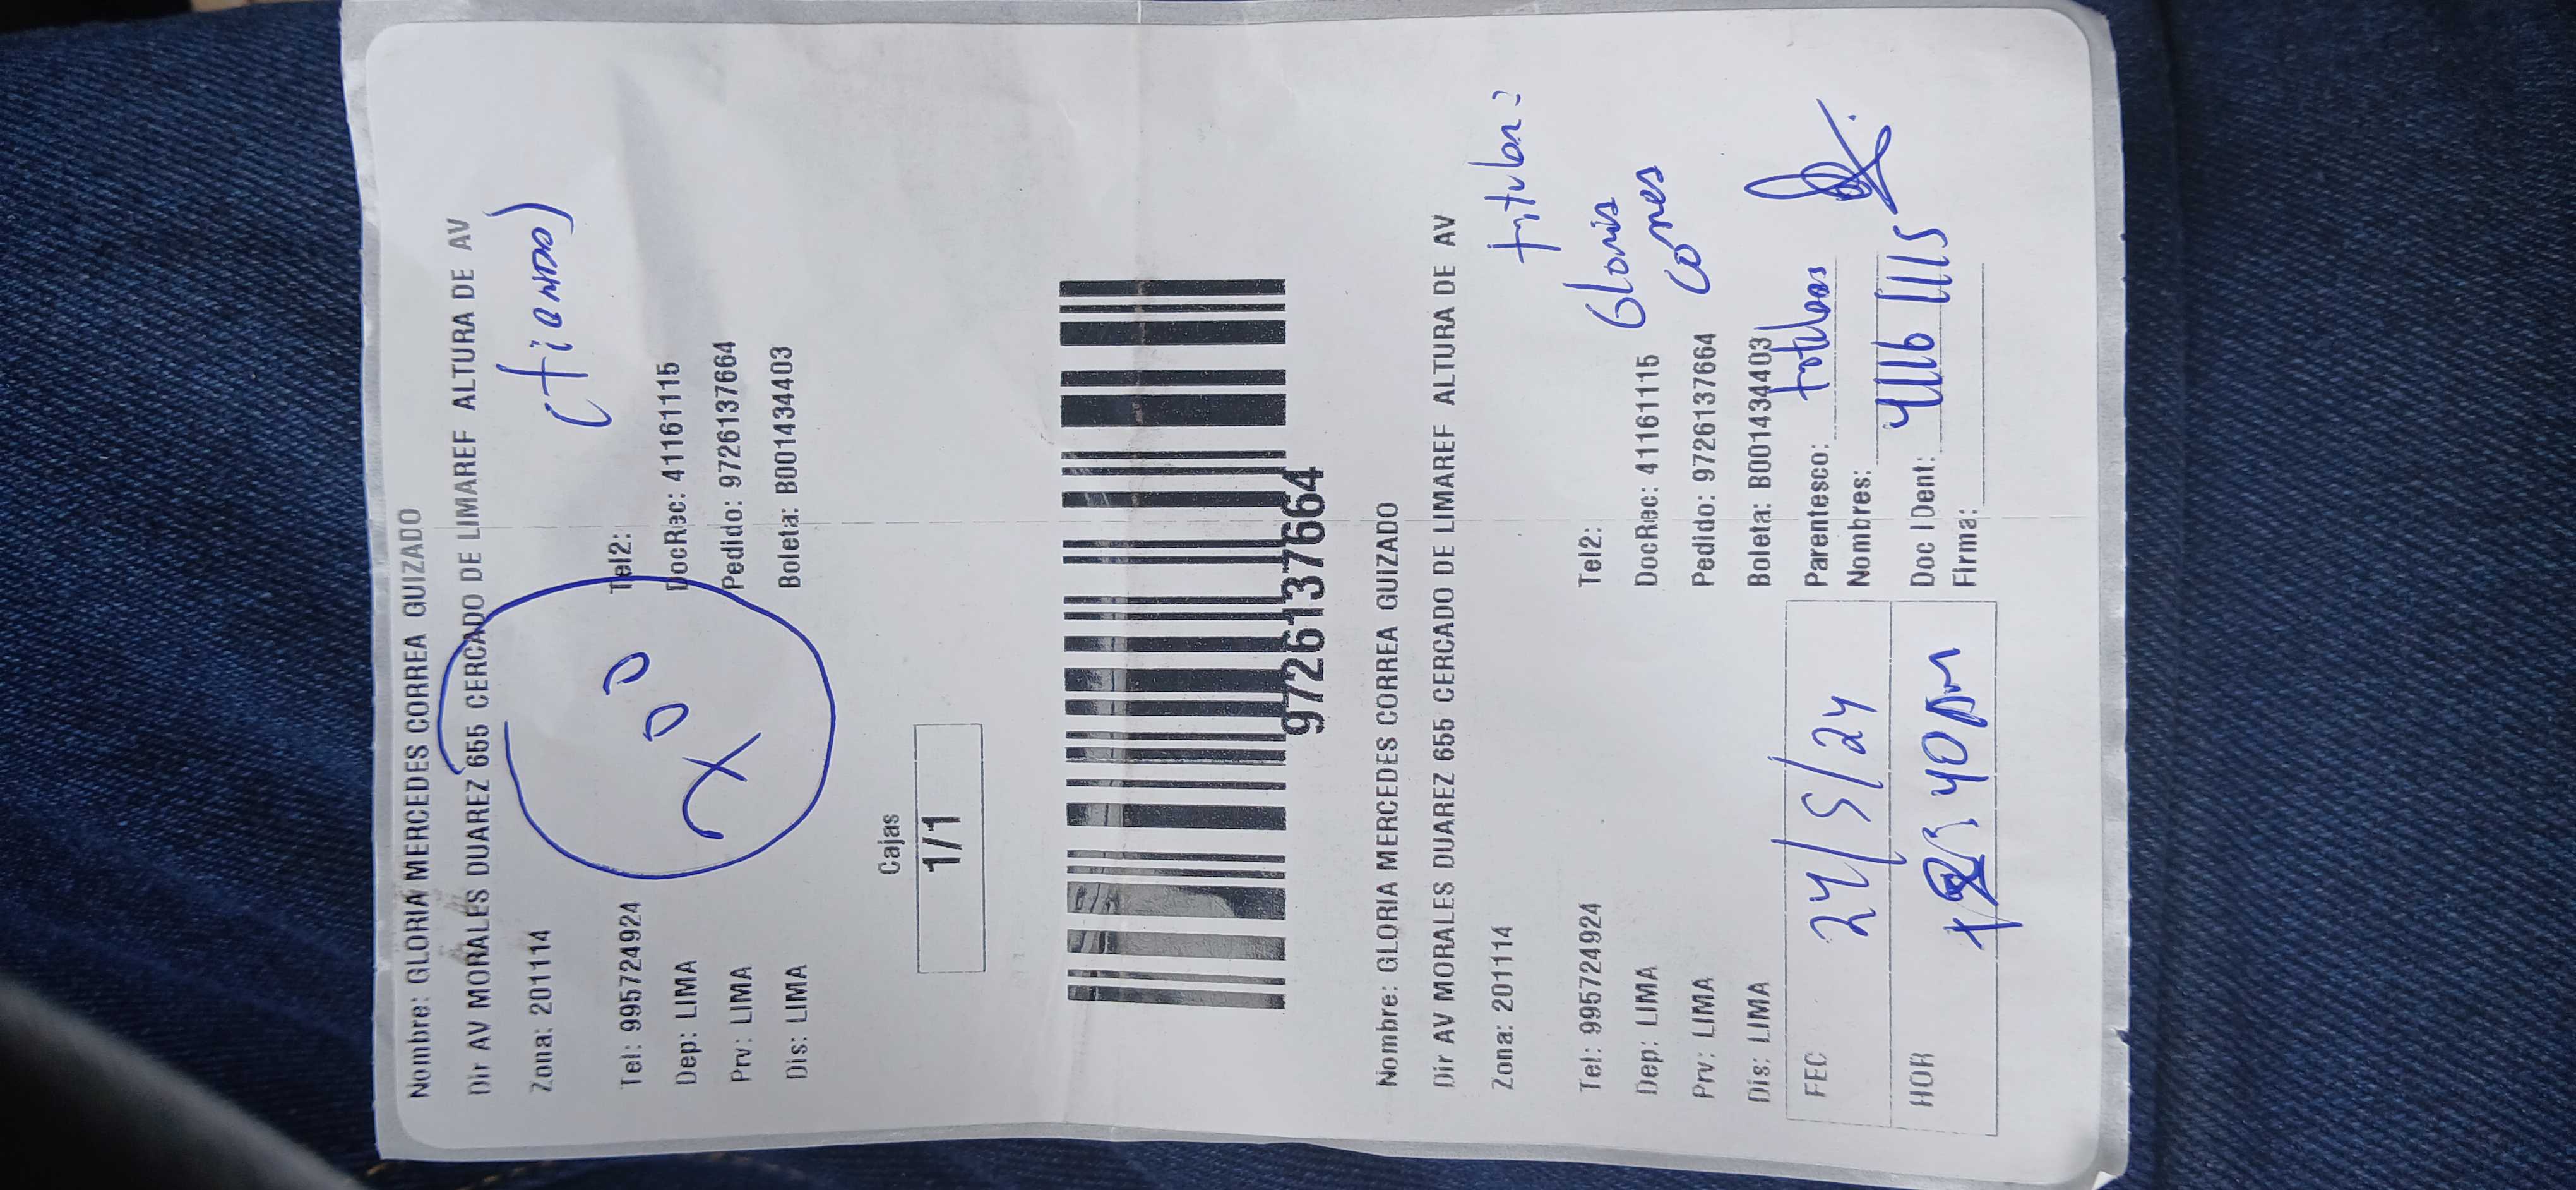 Nombre: GLORIA MERCEDES CORREA GUIZADO
Dir AV MORALES DUAREZ 655 CERCADO DE LIMAREF ALTURA DE AV
Zona: 201114
(tienda)
Tel: 995724924 Tel2:
Dep: LIMA DocRec: 41161115
Prv: LIMA Pedido: 9726137664
Dis: LIMA Boleta: B001434403
Cajas
1/1
9726137664
Nombre: GLORIA MERCEDES CORREA GUIZADO
Dir AV MORALES DUAREZ 655 CERCADO DE LIMAREF ALTURA DE AV
Zona: 201114
titular
Tel: 995724924 Tel2:
Gloria
Dep: LIMA DocRec: 41161115
Prv: LIMA Pedido: 9726137664
Dis: LIMA Boleta: B001434403
FEC 24/5/24
Parentesco: titular
Nombres:
HOR 40pm
Doc IDent: 41161115
Firma: